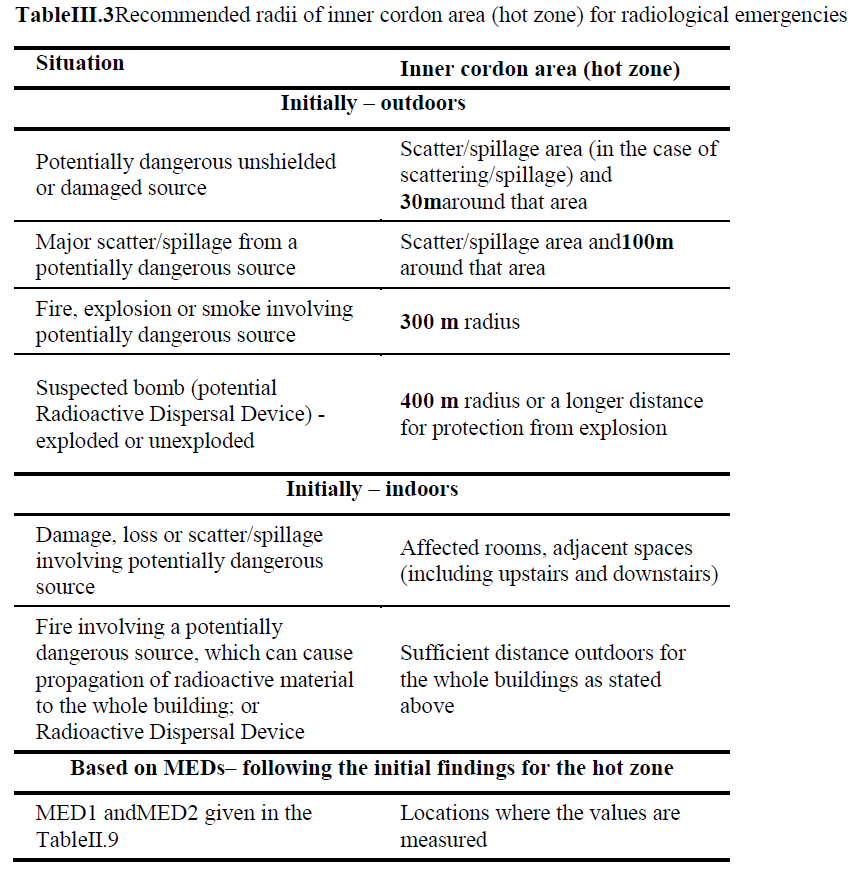 TableIII.3Recommended radii of inner cordon area (hot zone) for radiological emergencies
Situation
Inner cordon area (hot zone)
Initially – outdoors
Potentially dangerous unshielded
or damaged source
Scatter/spillage area (in the case of
scattering/spillage) and
30maround that area
Major scatter/spillage from a
potentially dangerous source
Scatter/spillage area and100m
around that area
Fire, explosion or smoke involving
potentially dangerous source
300 m radius
Suspected bomb (potential
Radioactive Dispersal Device) -
exploded or unexploded
400 m radius or a longer distance
for protection from explosion
Initially – indoors
Damage, loss or scatter/spillage
involving potentially dangerous
source
Affected rooms, adjacent spaces
(including upstairs and downstairs)
Fire involving a potentially
dangerous source, which can cause
propagation of radioactive material
to the whole building; or
Radioactive Dispersal Device
Sufficient distance outdoors for
the whole buildings as stated
above
Based on MEDs– following the initial findings for the hot zone
MED1 andMED2 given in the
TableII.9
Locations where the values are
measured